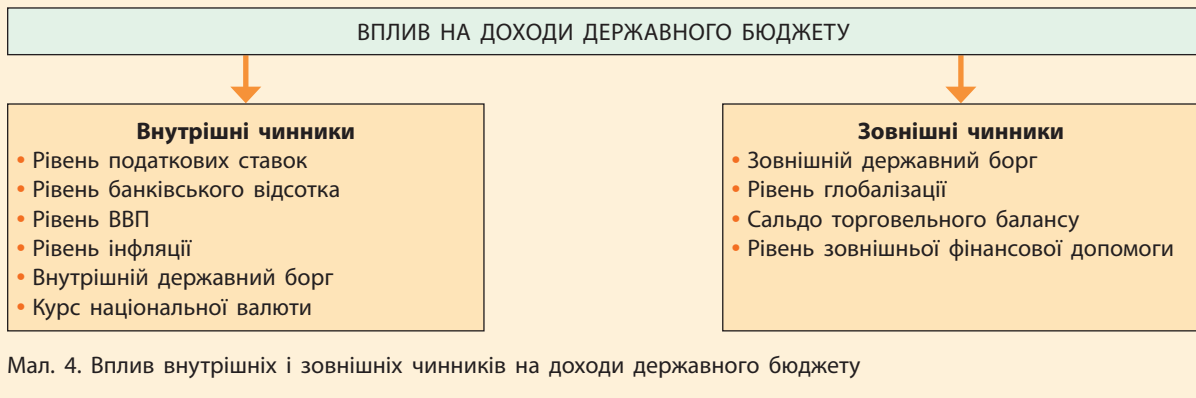 ВПЛИВ НА ДОХОДИ ДЕРЖАВНОГО БЮДЖЕТУ
Внутрішні чинники
• Рівень податкових ставок
• Рівень банківського відсотка
• Рівень ВВП
• Рівень інфляції
• Внутрішній державний борг
• Курс національної валюти
Зовнішні чинники
• Зовнішній державний борг
• Рівень глобалізації
• Сальдо торговельного балансу
• Рівень зовнішньої фінансової допомоги
Мал. 4. Вплив внутрішніх і зовнішніх чинників на доходи державного бюджету